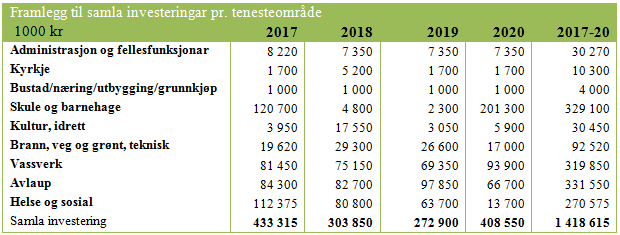 Framlegg til samla investeringar pr. tenesteområde
1000 kr 2017 2018 2019 2020 2017-20
Administrasjon og fellesfunksjonar 8 220 7 350 7 350 7 350 30 270
Kyrkje 1 700 5 200 1 700 1 700 10 300
Bustad/næring/utbygging/grunnkjøp 1 000 1 000 1 000 1 000 4 000
Skule og barnehage 120 700 4 800 2 300 201 300 329 100
Kultur, idrett 3 950 17 550 3 050 5 900 30 450
Brann, veg og grønt, teknisk 19 620 29 300 26 600 17 000 92 520
Vassverk 81 450 75 150 69 350 93 900 319 850
Avlaup 84 300 82 700 97 850 66 700 331 550
Helse og sosial 112 375 80 800 63 700 13 700 270 575
Samla investering 433 315 303 850 272 900 408 550 1 418 615